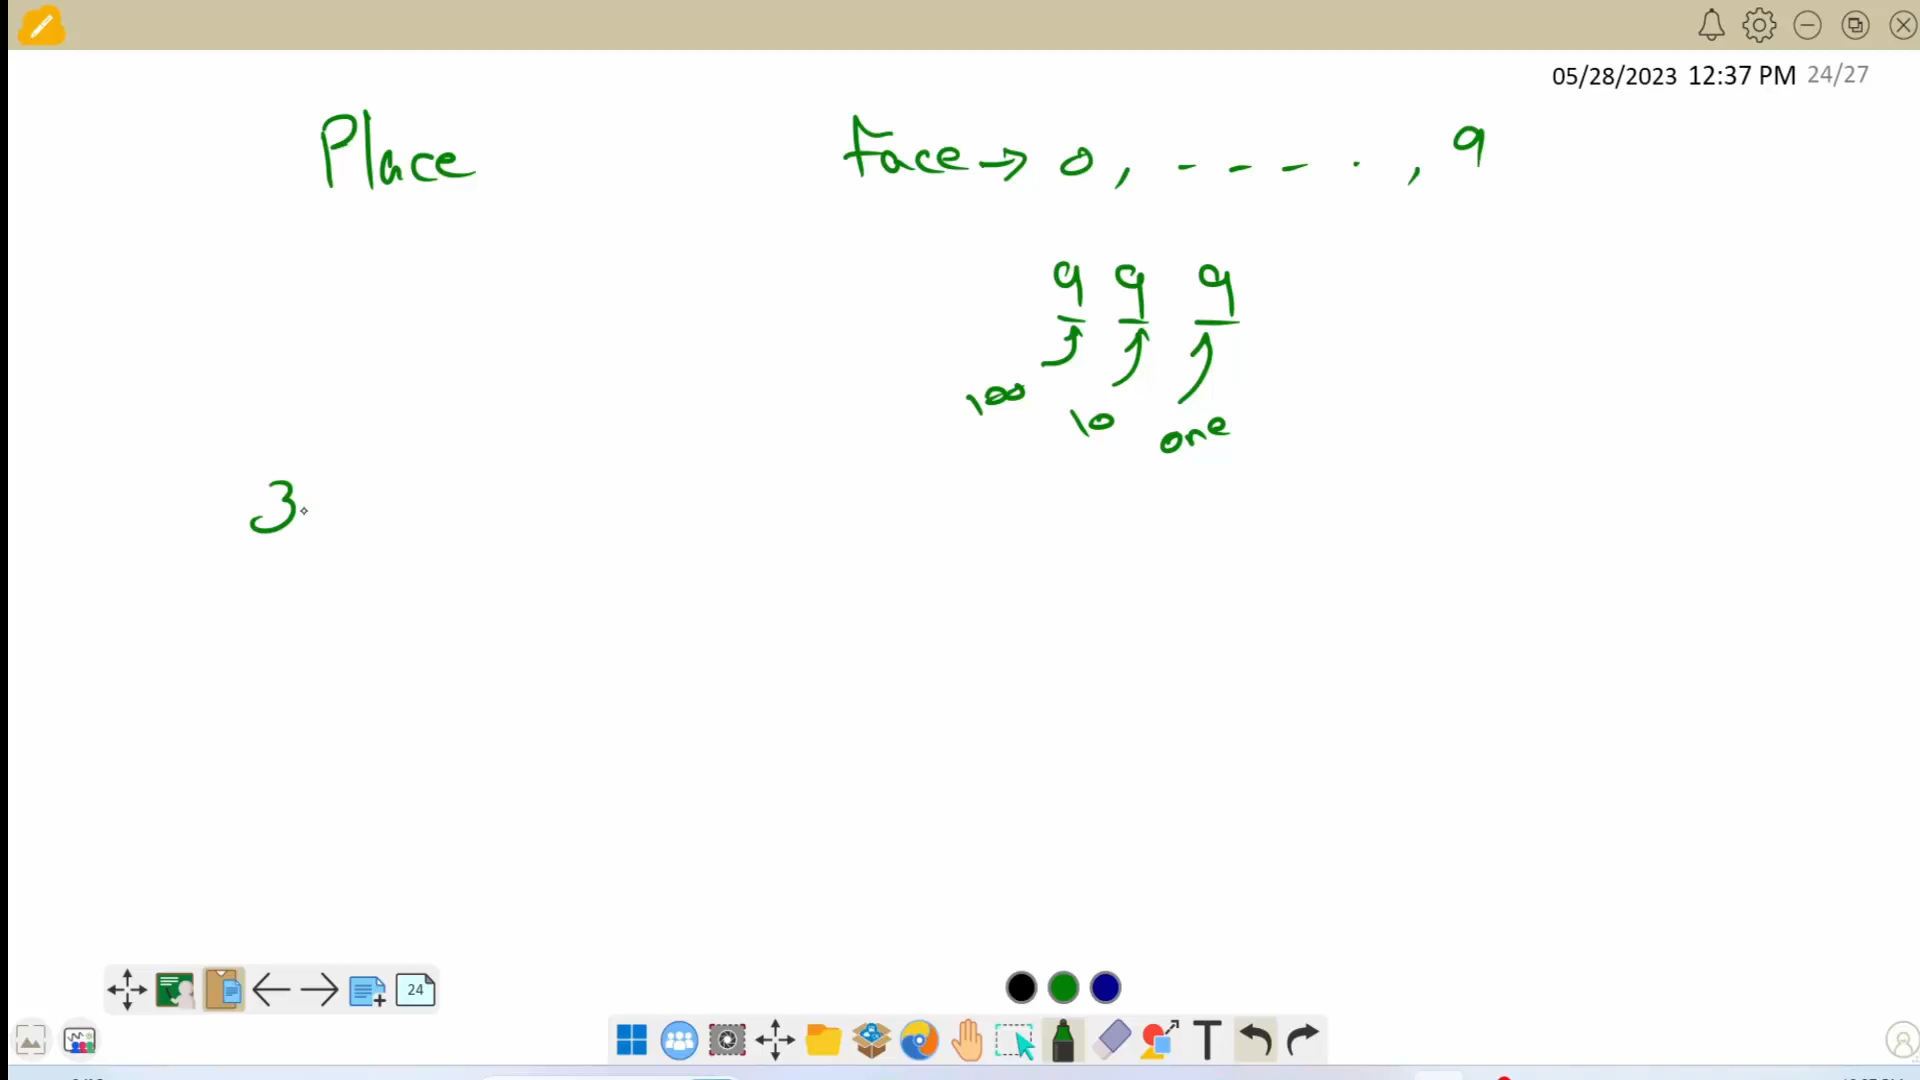 05/28/2023 12:37 PM 24/27
Place Face → 0, - - - . , 9
9 9 9
100 10 one
3
24
T